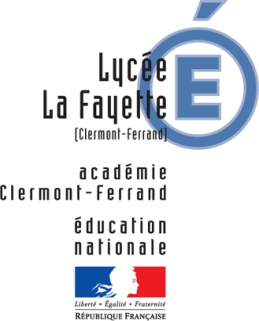 Lycée
La Fayette
(Clermont-Ferrand)
É
académie
Clermont-Ferrand
éducation
nationale
Liberté • Égalité • Fraternité
RÉPUBLIQUE FRANÇAISE